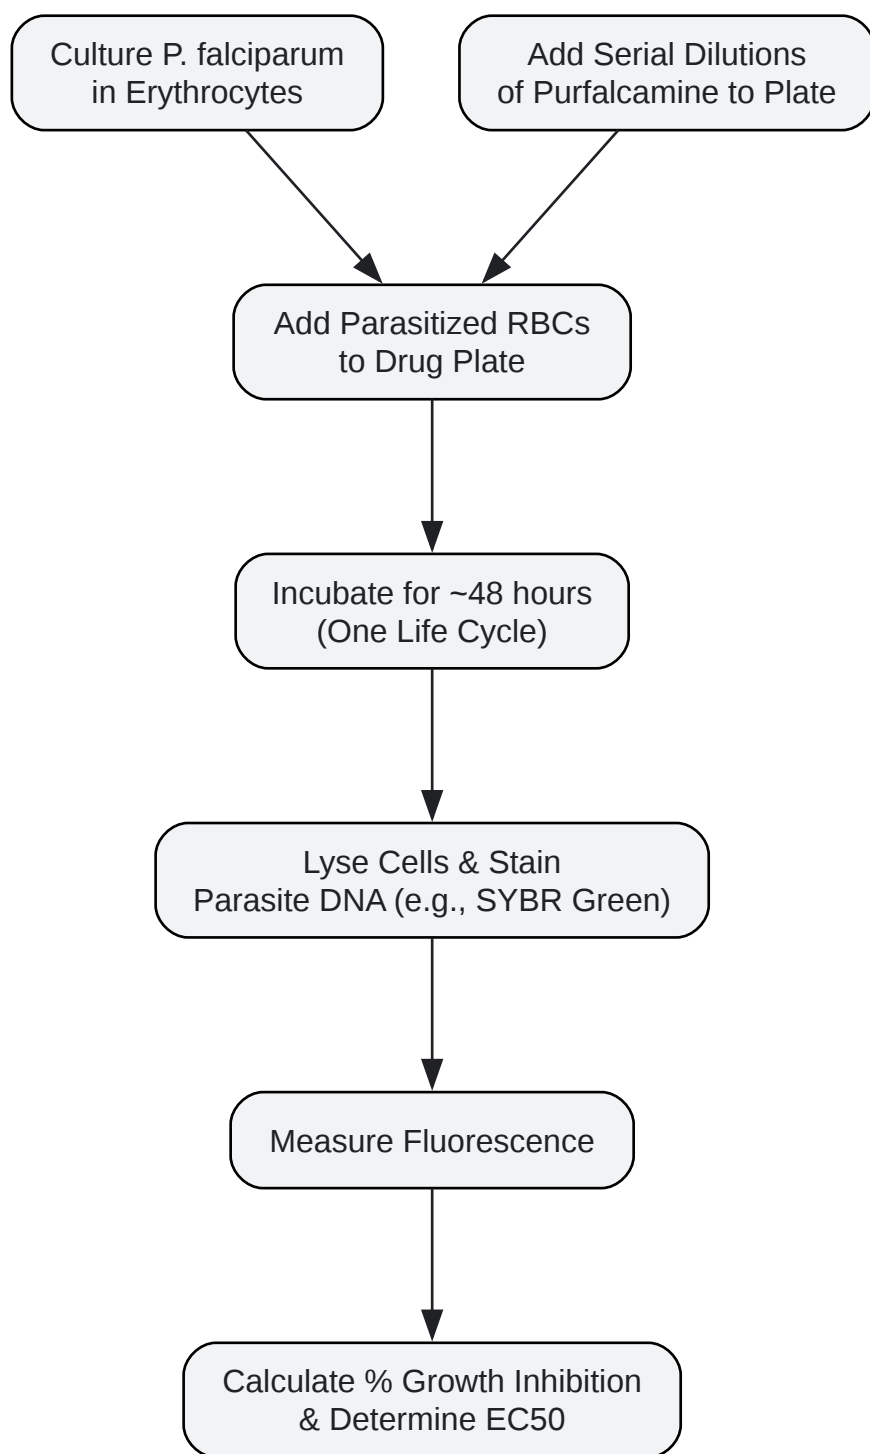 Culture P. falciparum
in Erythrocytes
Add Serial Dilutions
of Purfalcamine to Plate
Add Parasitized RBCs
to Drug Plate
Incubate for ~48 hours
(One Life Cycle)
Lyse Cells & Stain
Parasite DNA (e.g., SYBR Green)
Measure Fluorescence
Calculate % Growth Inhibition
& Determine EC50